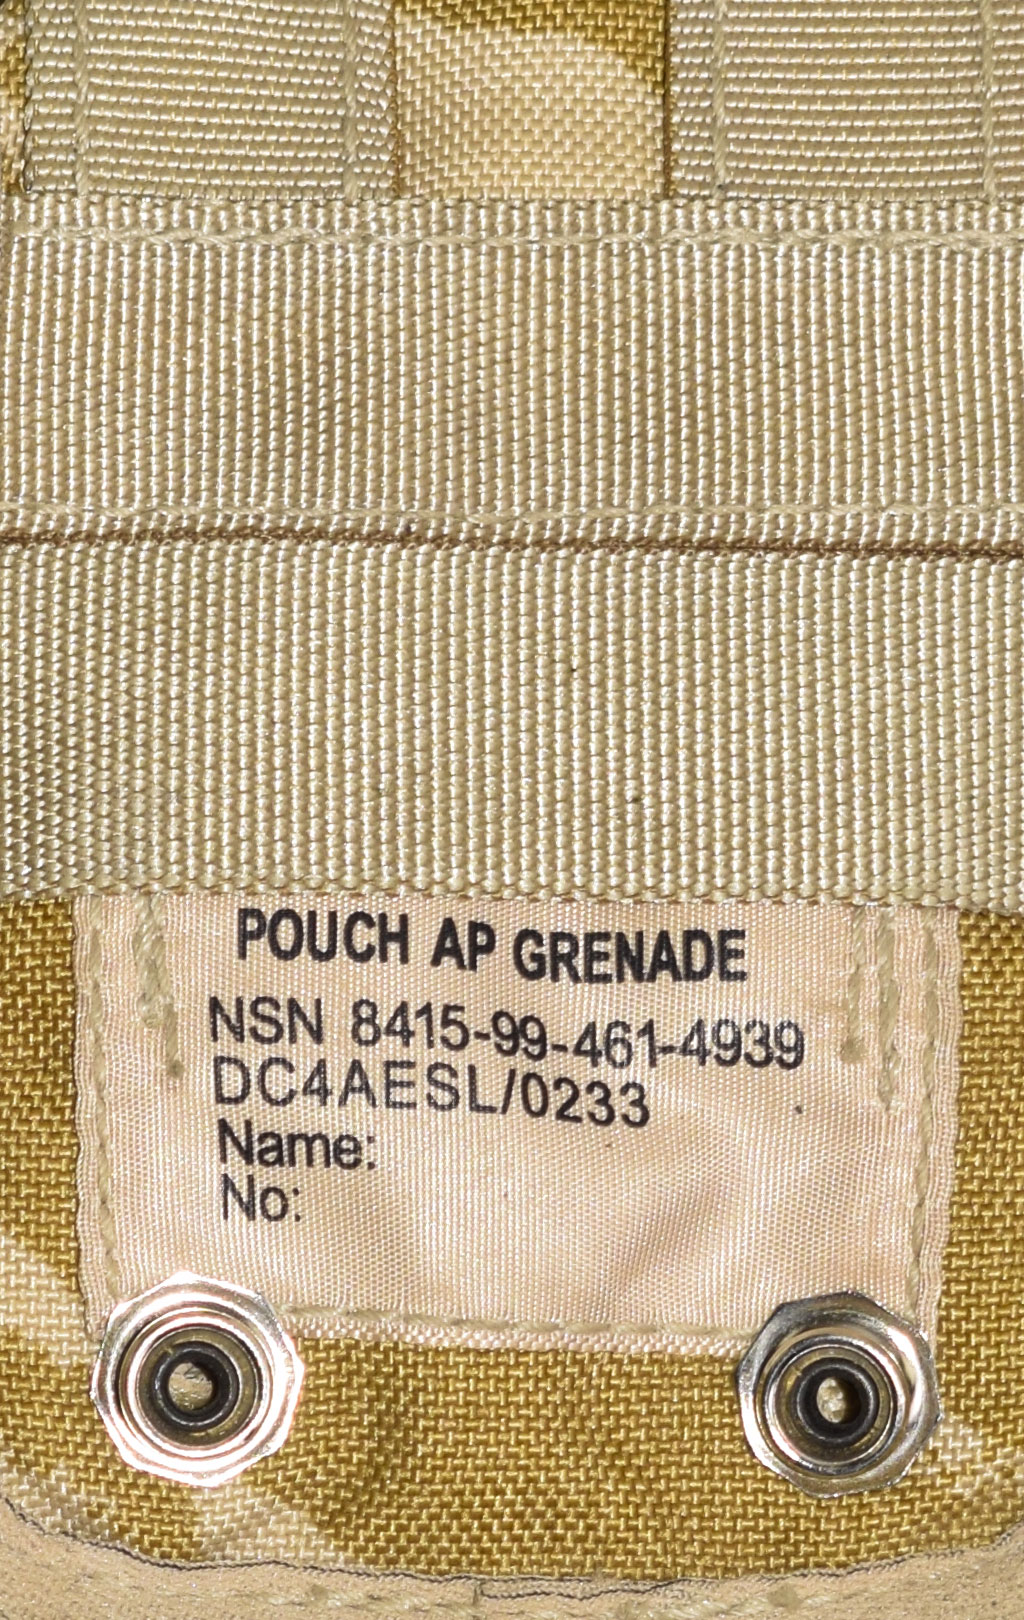 POUCH AP GRENADE
NSN 8415-99-461-4939
DC4AESL/0233
Name:
No: